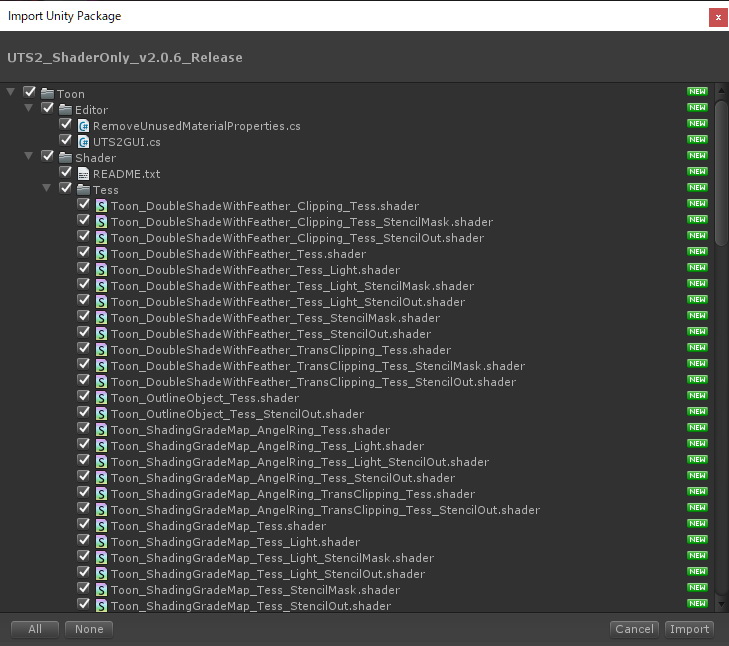 Import Unity Package
x
UTS2_ShaderOnly_v2.0.6_Release
Toon NEW
Editor NEW
RemoveUnusedMaterialProperties.cs NEW
UTS2GUI.cs NEW
Shader NEW
README.txt NEW
Tess NEW
Toon_DoubleShadeWithFeather_Clipping_Tess.shader NEW
Toon_DoubleShadeWithFeather_Clipping_Tess_StencilMask.shader NEW
Toon_DoubleShadeWithFeather_Clipping_Tess_StencilOut.shader NEW
Toon_DoubleShadeWithFeather_Tess.shader NEW
Toon_DoubleShadeWithFeather_Tess_Light.shader NEW
Toon_DoubleShadeWithFeather_Tess_Light_StencilMask.shader NEW
Toon_DoubleShadeWithFeather_Tess_Light_StencilOut.shader NEW
Toon_DoubleShadeWithFeather_Tess_StencilMask.shader NEW
Toon_DoubleShadeWithFeather_Tess_StencilOut.shader NEW
Toon_DoubleShadeWithFeather_TransClipping_Tess.shader NEW
Toon_DoubleShadeWithFeather_TransClipping_Tess_StencilMask.shader NEW
Toon_DoubleShadeWithFeather_TransClipping_Tess_StencilOut.shader NEW
Toon_OutlineObject_Tess.shader NEW
Toon_OutlineObject_Tess_StencilOut.shader NEW
Toon_ShadingGradeMap_AngelRing_Tess.shader NEW
Toon_ShadingGradeMap_AngelRing_Tess_Light.shader NEW
Toon_ShadingGradeMap_AngelRing_Tess_Light_StencilOut.shader NEW
Toon_ShadingGradeMap_AngelRing_Tess_StencilOut.shader NEW
Toon_ShadingGradeMap_AngelRing_TransClipping_Tess.shader NEW
Toon_ShadingGradeMap_AngelRing_TransClipping_Tess_StencilOut.shader NEW
Toon_ShadingGradeMap_Tess.shader NEW
Toon_ShadingGradeMap_Tess_Light.shader NEW
Toon_ShadingGradeMap_Tess_Light_StencilMask.shader NEW
Toon_ShadingGradeMap_Tess_Light_StencilOut.shader NEW
Toon_ShadingGradeMap_Tess_StencilMask.shader NEW
Toon_ShadingGradeMap_Tess_StencilOut.shader NEW
All None Cancel Import